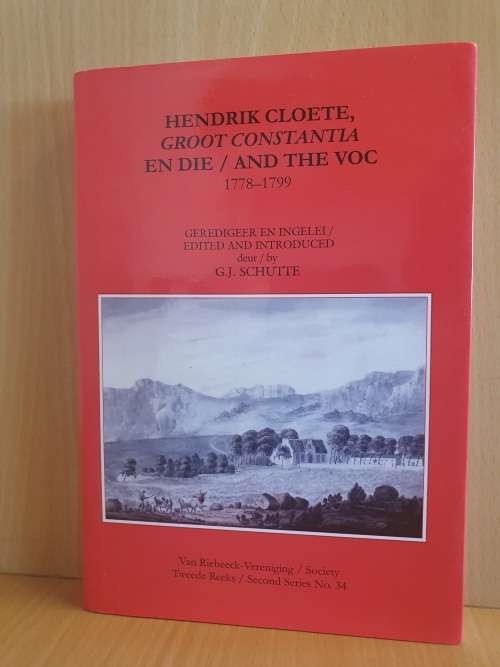 HENDRIK CLOETE,
GROOT CONSTANTIA
EN DIE / AND THE VOC
1778–1799
GEREDIGEER EN INGELEI /
EDITED AND INTRODUCED
deur / by
G.J. SCHUTTE
Van Riebeeck-Vereniging / Society
Tweede Reeks / Second Series No. 34